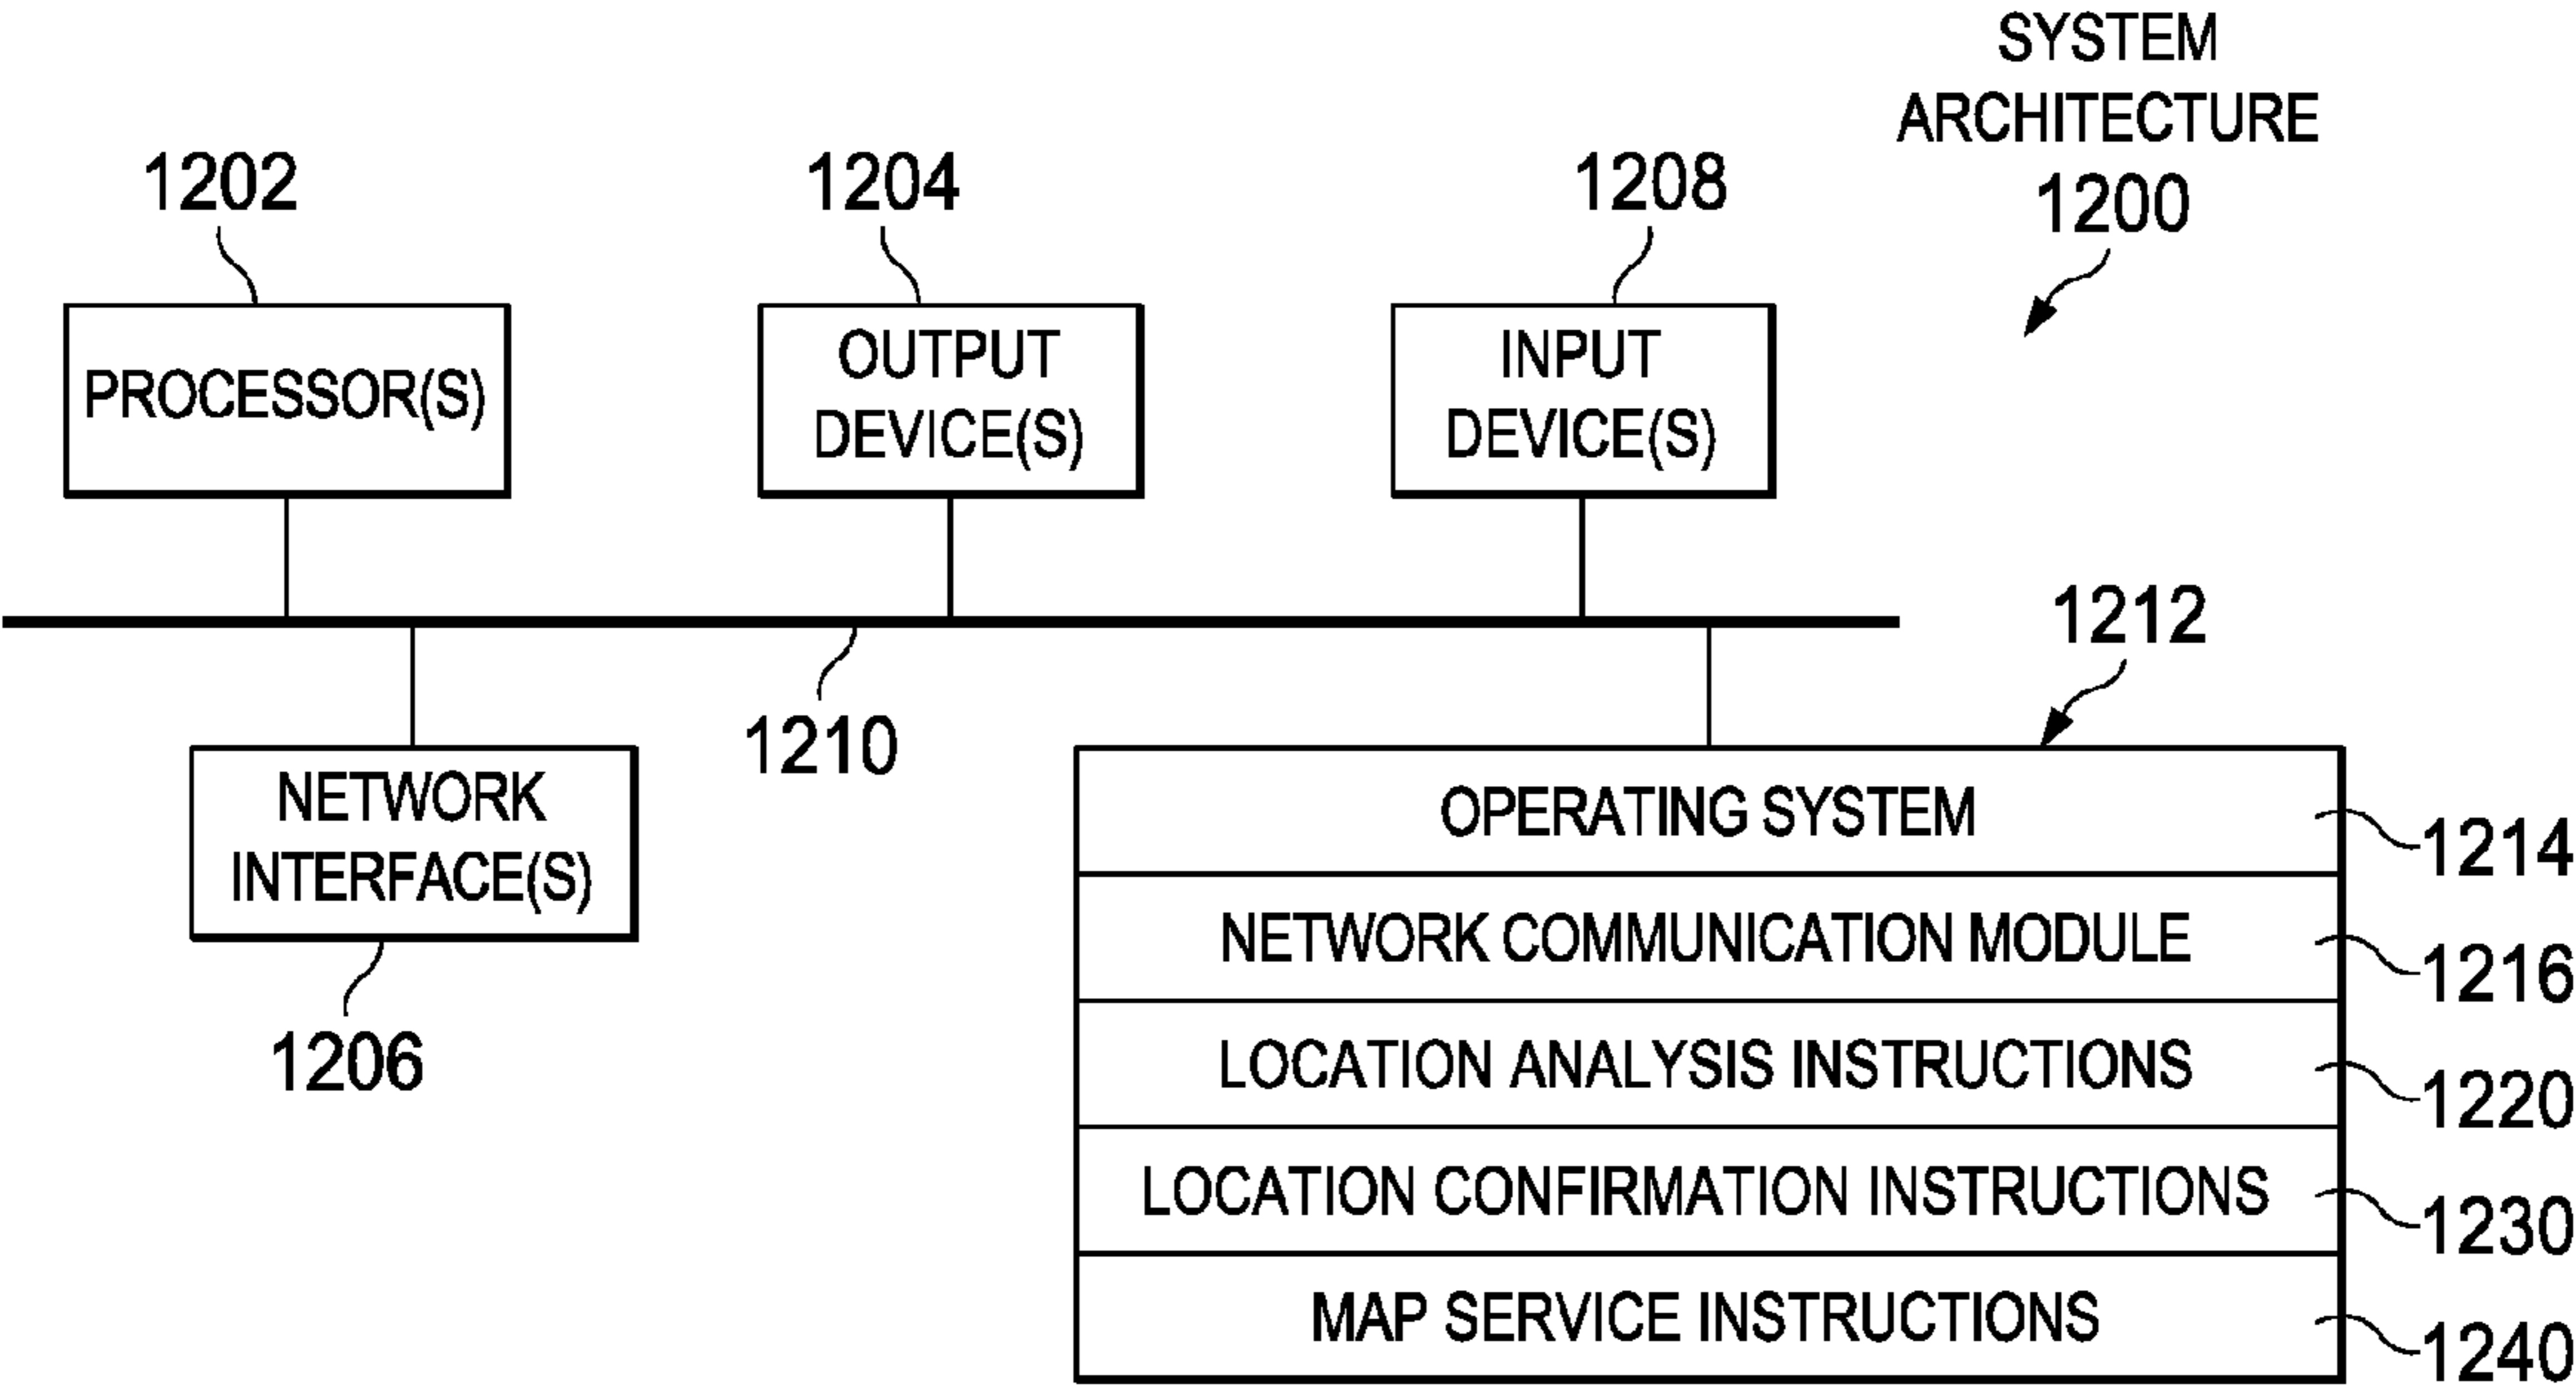 SYSTEM
ARCHITECTURE
1200
1202
1204
1208
PROCESSOR(S)
OUTPUT
DEVICE(S)
INPUT
DEVICE(S)
1210
1212
NETWORK
INTERFACE(S)
1206
OPERATING SYSTEM
1214
NETWORK COMMUNICATION MODULE
1216
LOCATION ANALYSIS INSTRUCTIONS
1220
LOCATION CONFIRMATION INSTRUCTIONS
1230
MAP SERVICE INSTRUCTIONS
1240